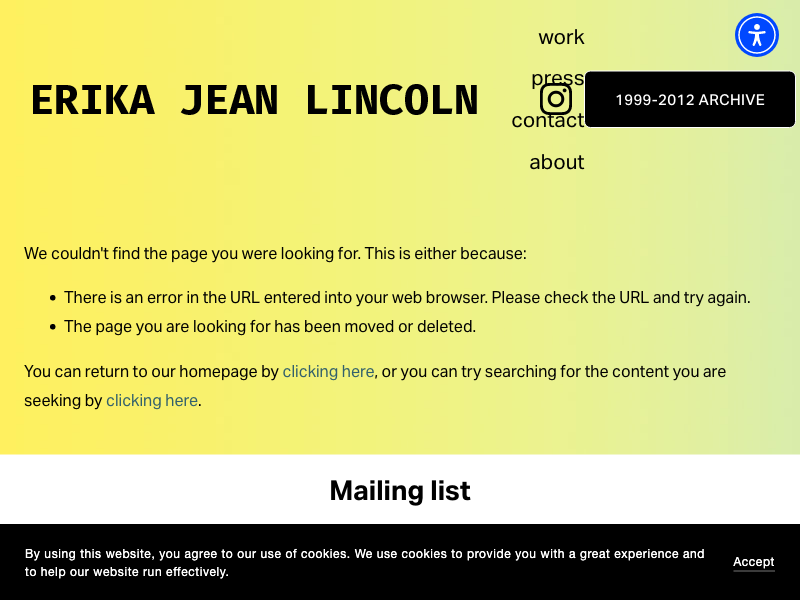 work
press
contact
about
ERIKA JEAN LINCOLN
1999-2012 ARCHIVE
We couldn't find the page you were looking for. This is either because:
There is an error in the URL entered into your web browser. Please check the URL and try again.
The page you are looking for has been moved or deleted.
You can return to our homepage by clicking here, or you can try searching for the content you are
seeking by clicking here.
Mailing list
By using this website, you agree to our use of cookies. We use cookies to provide you with a great experience and
to help our website run effectively.
Accept